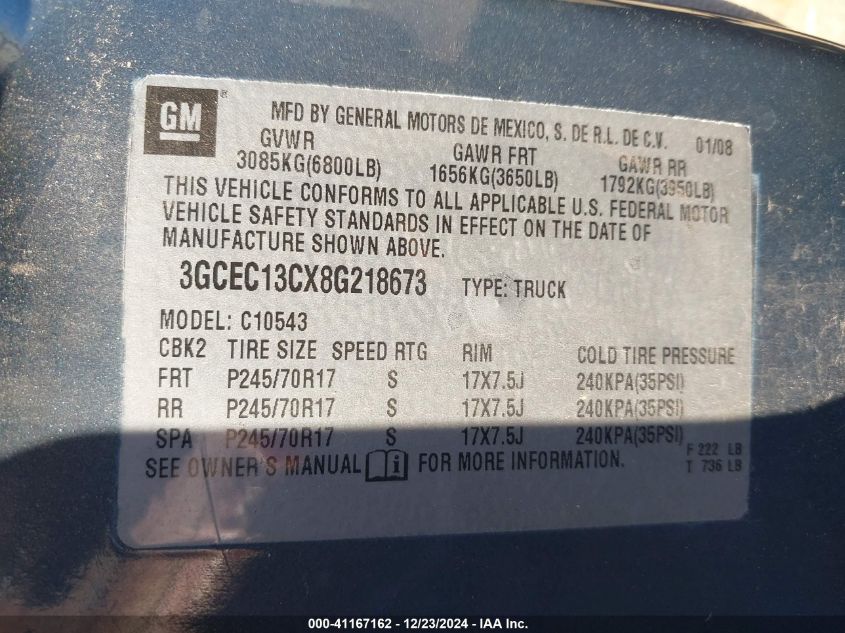 GM ®
MFD BY GENERAL MOTORS DE MEXICO, S. DE R.L. DE C.V. 01/08
GVWR GAWR FRT GAWR RR
3085KG(6800LB) 1656KG(3650LB) 1792KG(3950LB)
THIS VEHICLE CONFORMS TO ALL APPLICABLE U.S. FEDERAL MOTOR
VEHICLE SAFETY STANDARDS IN EFFECT ON THE DATE OF
MANUFACTURE SHOWN ABOVE.
3GCEC13CX8G218673 TYPE: TRUCK
MODEL: C10543
CBK2 TIRE SIZE SPEED RTG RIM COLD TIRE PRESSURE
FRT P245/70R17 S 17X7.5J 240KPA(35PSI)
RR P245/70R17 S 17X7.5J 240KPA(35PSI)
SPA P245/70R17 S 17X7.5J 240KPA(35PSI)
F 222 LB
SEE OWNER'S MANUAL i FOR MORE INFORMATION. T 736 LB
000-41167162 - 12/23/2024 - IAA Inc.